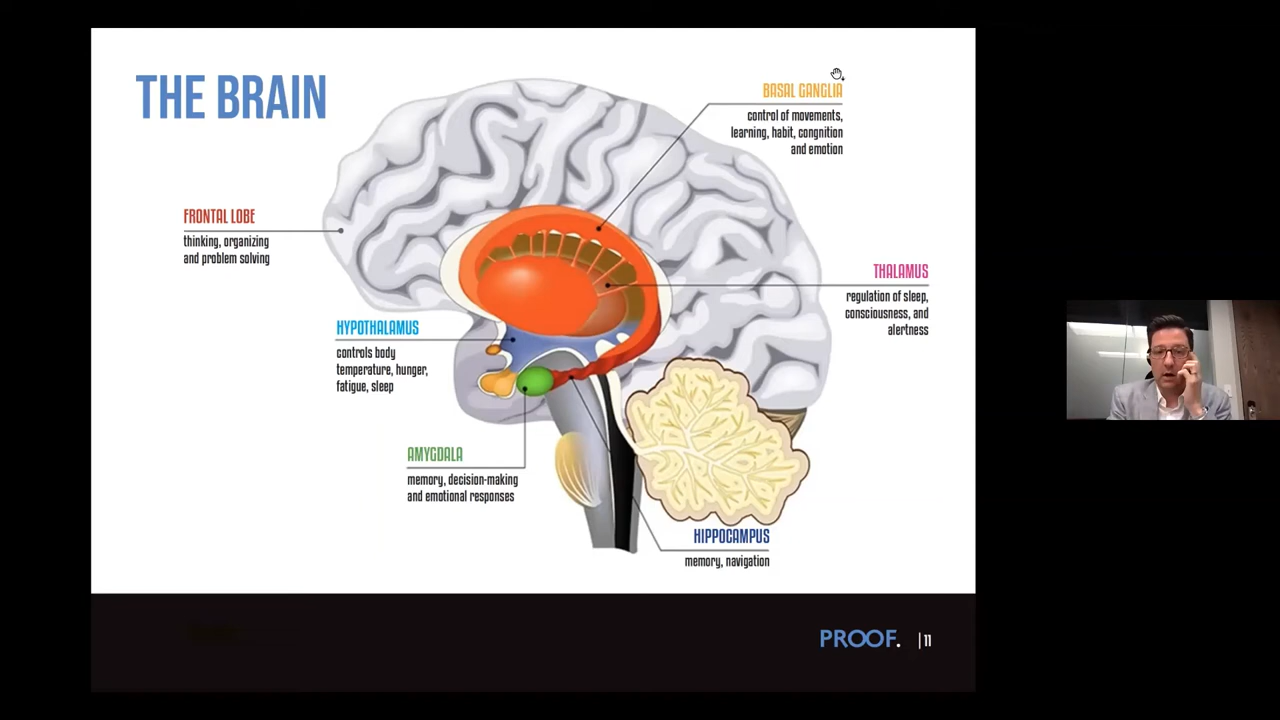 THE BRAIN
BASAL GANGLIA
control of movements,
learning, habit, congnition
and emotion
FRONTAL LOBE
thinking, organizing
and problem solving
THALAMUS
regulation of sleep,
consciousness, and
alertness
HYPOTHALAMUS
controls body
temperature, hunger,
fatigue, sleep
AMYGDALA
memory, decision-making
and emotional responses
HIPPOCAMPUS
memory, navigation
PROOF. | 11